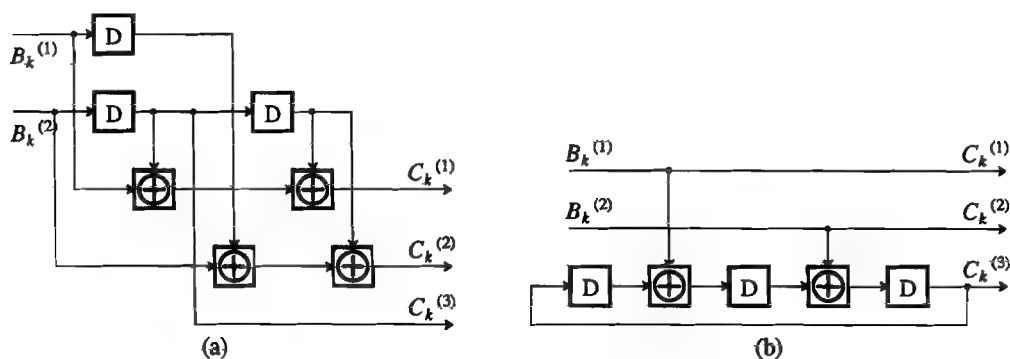 D
B_k^(1)
D
D
B_k^(2)
C_k^(1)
C_k^(2)
C_k^(3)
(a)
B_k^(1)
C_k^(1)
B_k^(2)
C_k^(2)
D
D
D
C_k^(3)
(b)